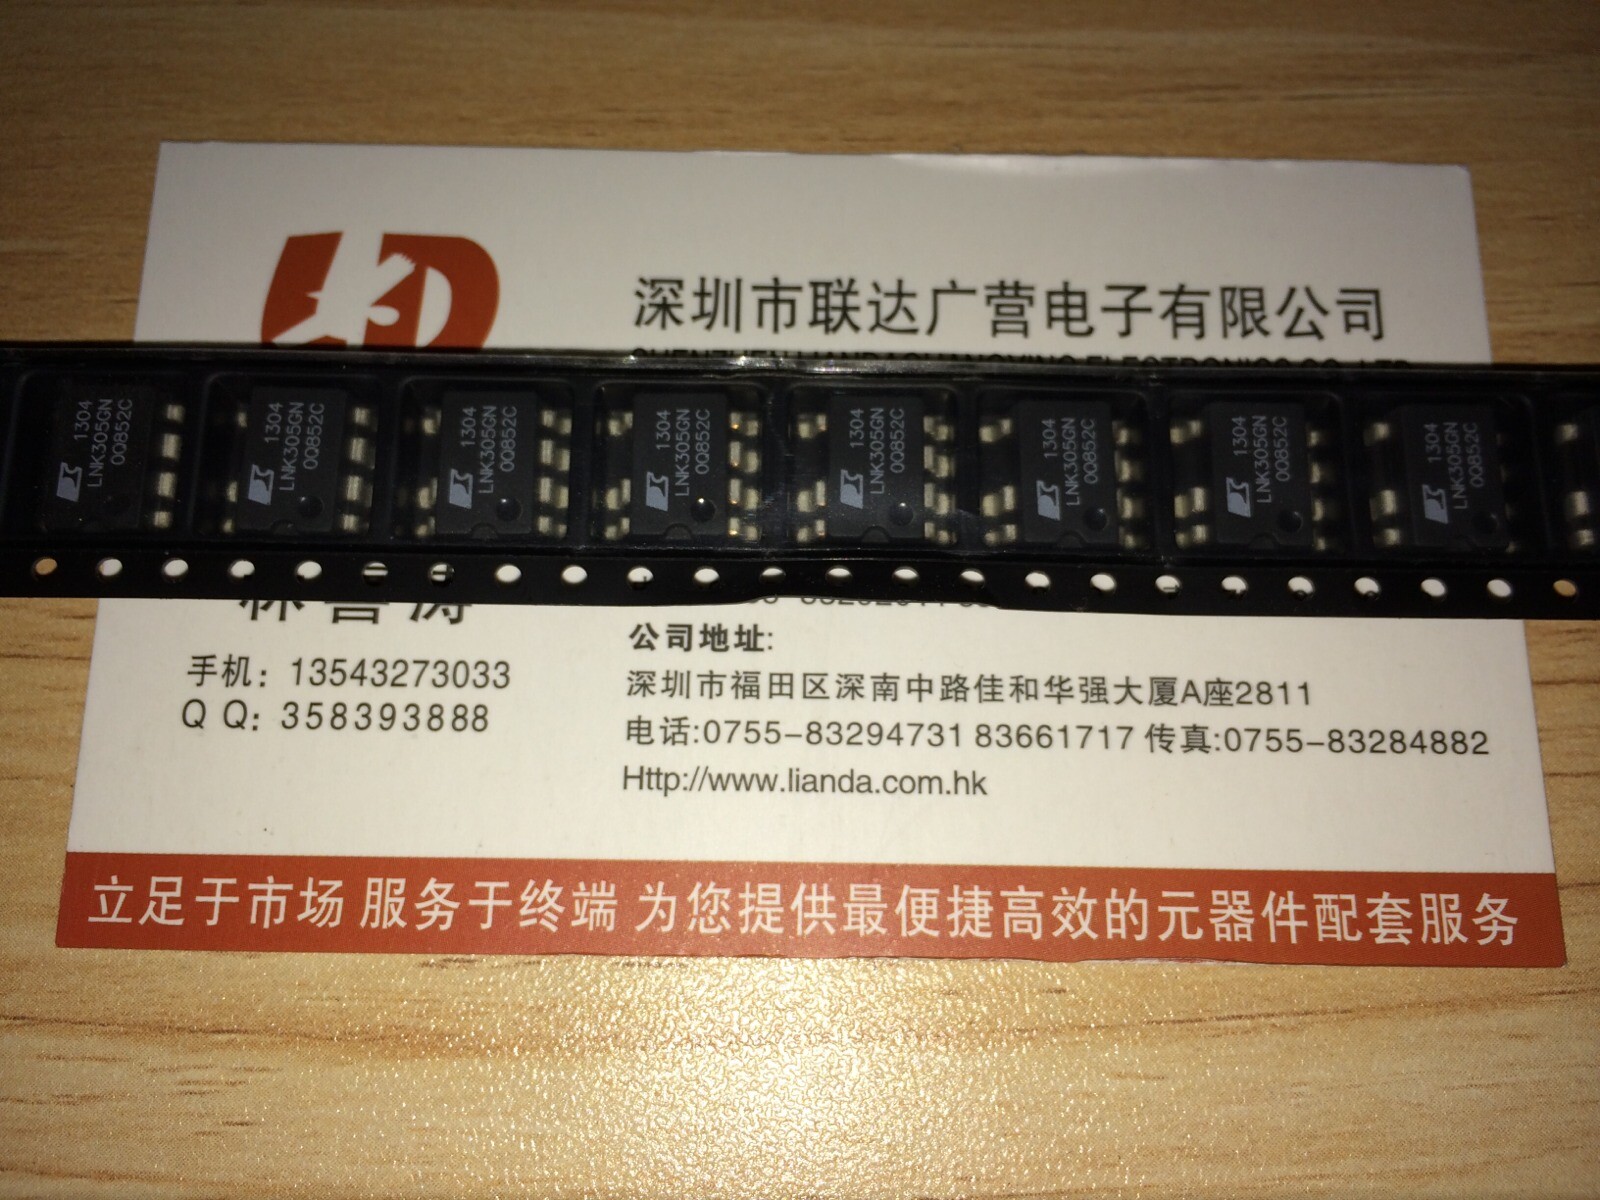 深圳市联达广营电子有限公司
1304
LNK305GN
0Q852C
1304
LNK305GN
0Q852C
1304
LNK305GN
0Q852C
1304
LNK305GN
0Q852C
1304
LNK305GN
0Q852C
1304
LNK305GN
0Q852C
1304
LNK305GN
0Q852C
1304
LNK305GN
0Q852C
手机: 13543273033
Q Q: 358393888
公司地址:
深圳市福田区深南中路佳和华强大厦A座2811
电话:0755-83294731 83661717 传真:0755-83284882
Http://www.lianda.com.hk
立足于市场 服务于终端 为您提供最便捷高效的元器件配套服务